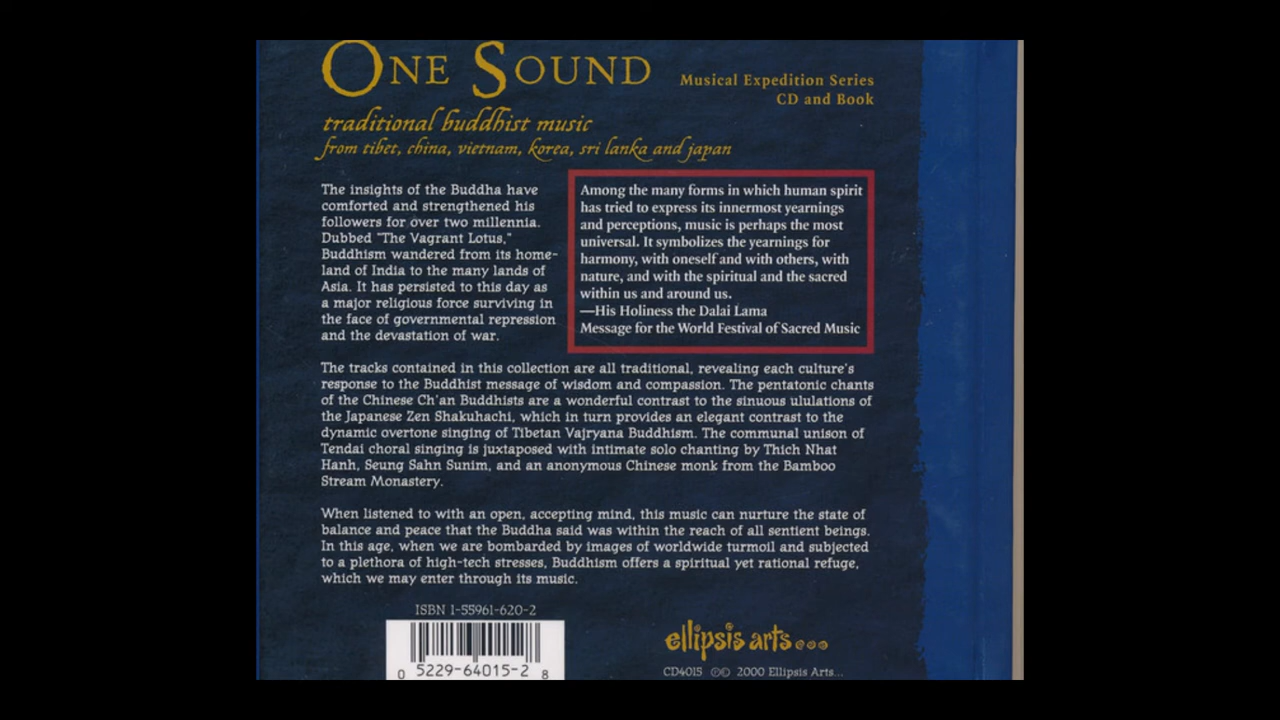 ONE SOUND
Musical Expedition Series
CD and Book
traditional buddhist music
from tibet, china, vietnam, korea, sri lanka and japan
The insights of the Buddha have
comforted and strengthened his
followers for over two millennia.
Dubbed "The Vagrant Lotus,"
Buddhism wandered from its home-
land of India to the many lands of
Asia. It has persisted to this day as
a major religious force surviving in
the face of governmental repression
and the devastation of war.
Among the many forms in which human spirit
has tried to express its innermost yearnings
and perceptions, music is perhaps the most
universal. It symbolizes the yearnings for
harmony, with oneself and with others, with
nature, and with the spiritual and the sacred
within us and around us.
—His Holiness the Dalai Lama
Message for the World Festival of Sacred Music
The tracks contained in this collection are all traditional, revealing each culture's
response to the Buddhist message of wisdom and compassion. The pentatonic chants
of the Chinese Ch'an Buddhists are a wonderful contrast to the sinuous ululations of
the Japanese Zen Shakuhachi, which in turn provides an elegant contrast to the
dynamic overtone singing of Tibetan Vajryana Buddhism. The communal unison of
Tendai choral singing is juxtaposed with intimate solo chanting by Thich Nhat
Hanh, Seung Sahn Sunim, and an anonymous Chinese monk from the Bamboo
Stream Monastery.
When listened to with an open, accepting mind, this music can nurture the state of
balance and peace that the Buddha said was within the reach of all sentient beings.
In this age, when we are bombarded by images of worldwide turmoil and subjected
to a plethora of high-tech stresses, Buddhism offers a spiritual yet rational refuge,
which we may enter through its music.
ISBN 1-55961-620-2
0 5229-64015-2 8
ellipsis arts...
CD4015 ℗© 2000 Ellipsis Arts...